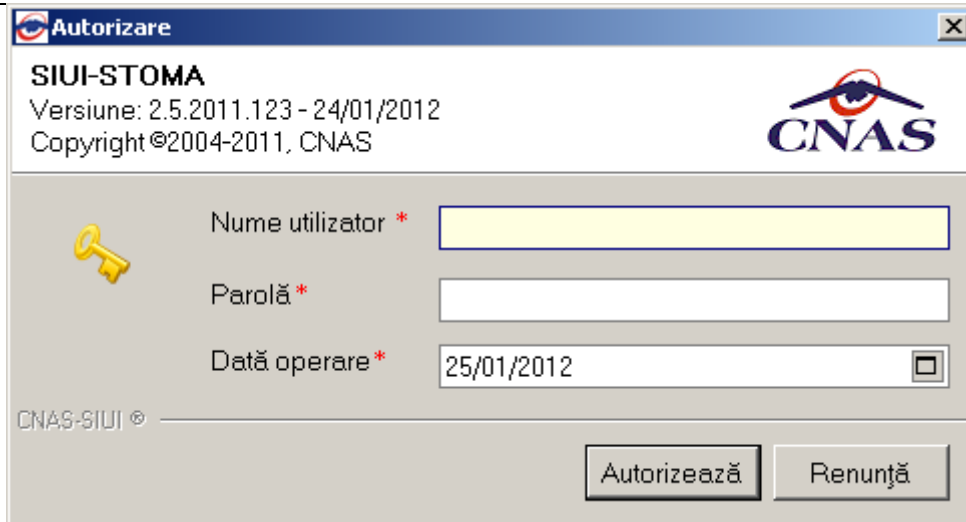 Autorizare
SIUI-STOMA
Versiune: 2.5.2011.123 - 24/01/2012
Copyright ©2004-2011, CNAS
CNAS
Nume utilizator *
Parolă *
Dată operare *
25/01/2012
CNAS-SIUI ®
Autorizează
Renunţă